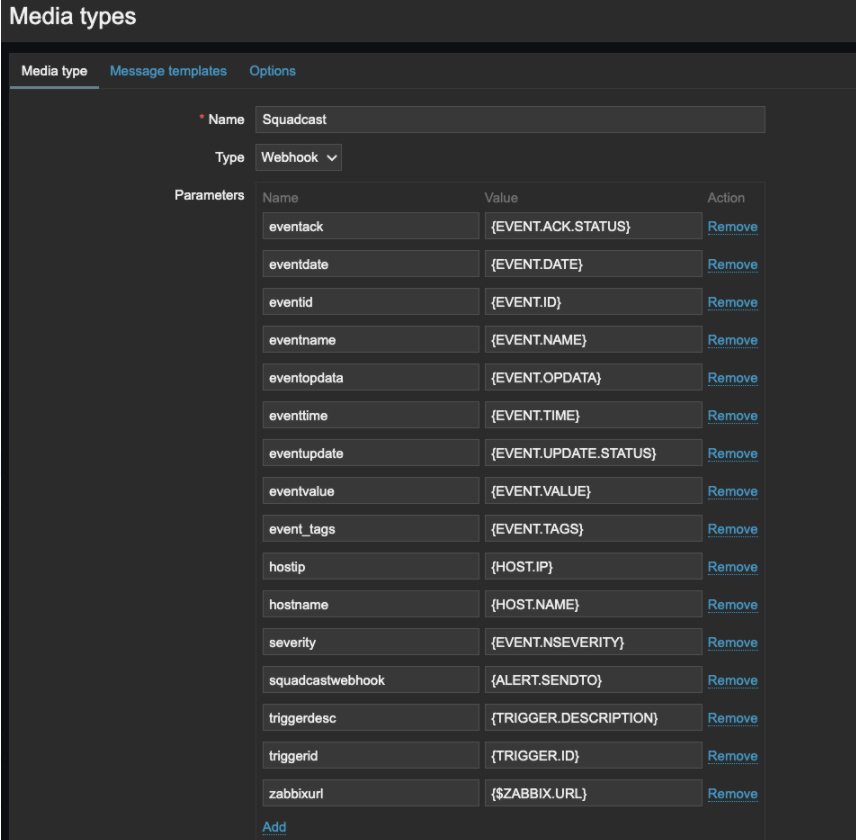 Media types
Media type Message templates Options
* Name Squadcast
Type Webhook
Parameters Name Value Action
eventack {EVENT.ACK.STATUS} Remove
eventdate {EVENT.DATE} Remove
eventid {EVENT.ID} Remove
eventname {EVENT.NAME} Remove
eventopdata {EVENT.OPDATA} Remove
eventtime {EVENT.TIME} Remove
eventupdate {EVENT.UPDATE.STATUS} Remove
eventvalue {EVENT.VALUE} Remove
event_tags {EVENT.TAGS} Remove
hostip {HOST.IP} Remove
hostname {HOST.NAME} Remove
severity {EVENT.NSEVERITY} Remove
squadcastwebhook {ALERT.SENDTO} Remove
triggerdesc {TRIGGER.DESCRIPTION} Remove
triggerid {TRIGGER.ID} Remove
zabbixurl {$ZABBIX.URL} Remove
Add